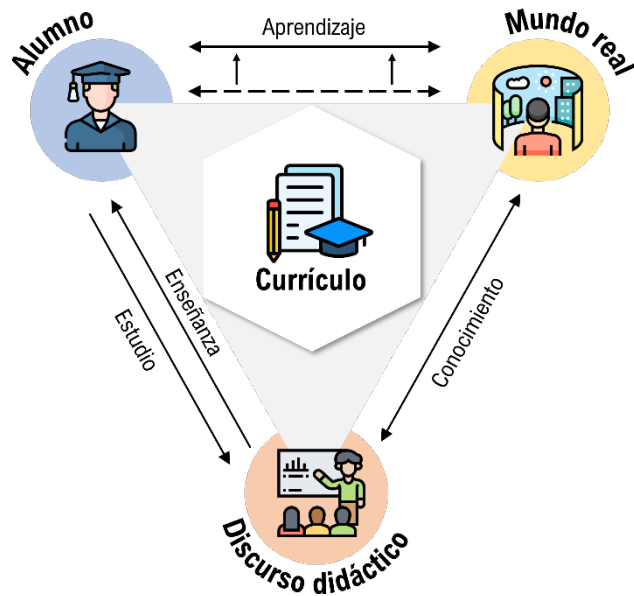 Alumno
Aprendizaje
Mundo real
Currículo
Estudio
Enseñanza
Conocimiento
Discurso didáctico